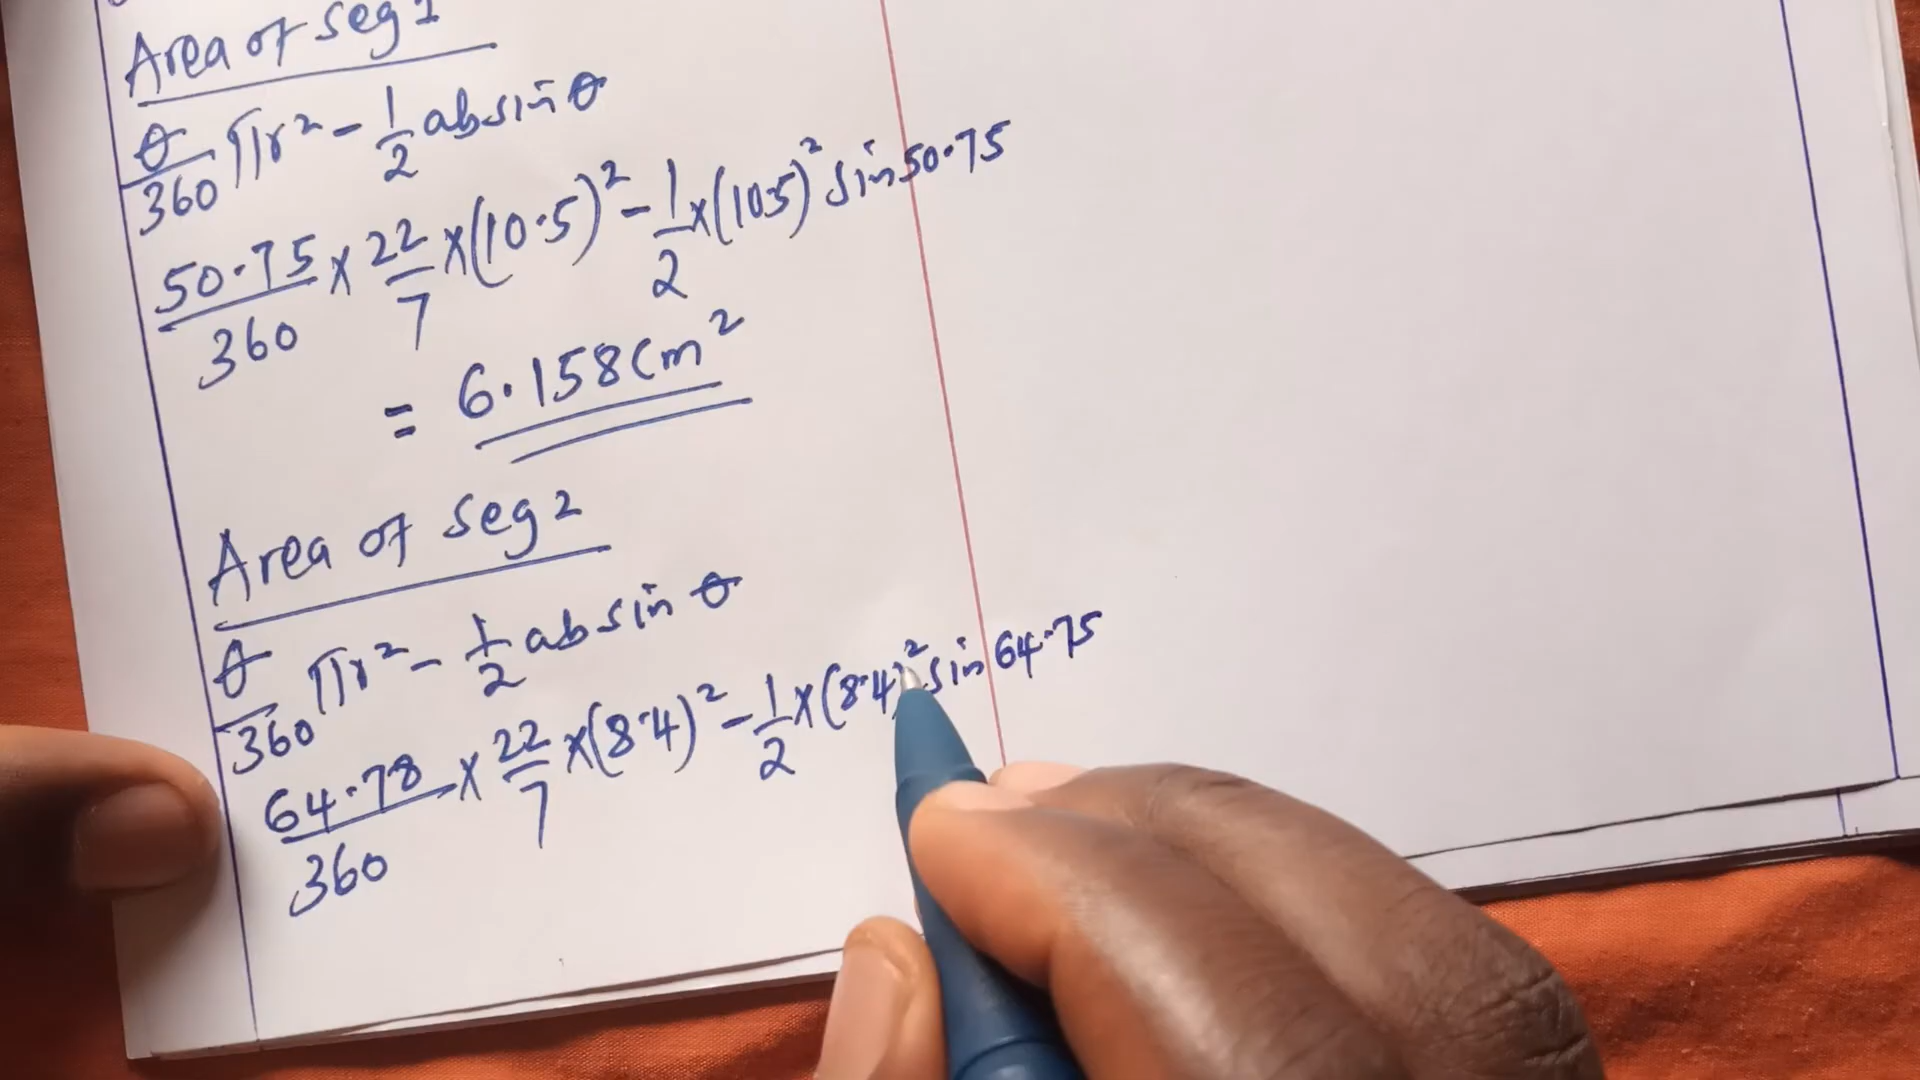 Area of seg 1
θ/360 πr² - 1/2 ab sin θ
50.75/360 × 22/7 × (10.5)² - 1/2 × (10.5)² sin 50.75
= 6.158cm²
Area of seg 2
θ/360 πr² - 1/2 ab sin θ
64.78/360 × 22/7 × (8.4)² - 1/2 × (8.4)² sin 64.75